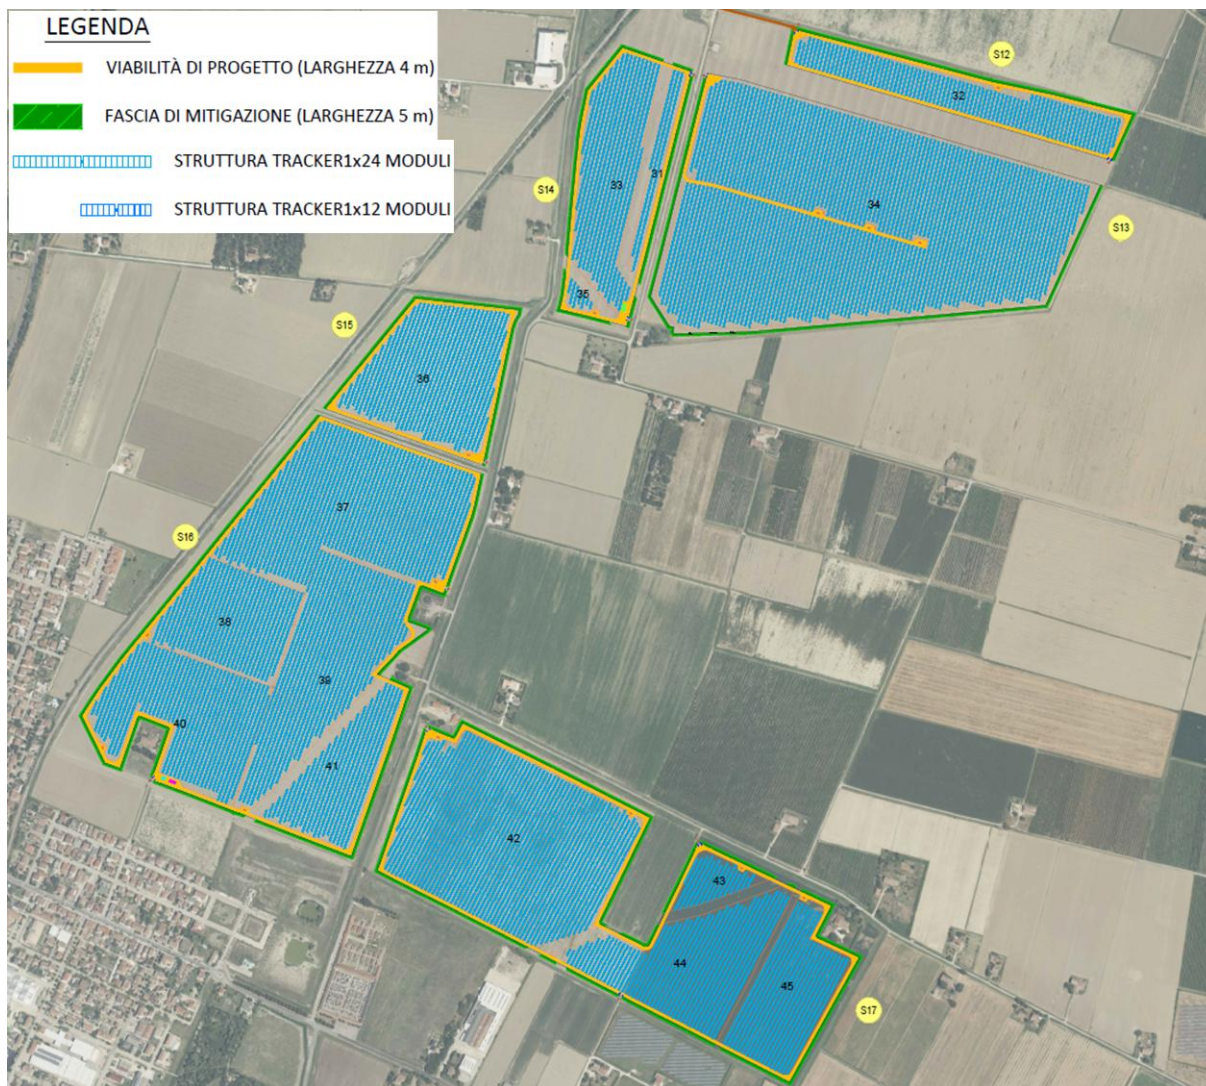 LEGENDA
VIABILITÀ DI PROGETTO (LARGHEZZA 4 m)
FASCIA DI MITIGAZIONE (LARGHEZZA 5 m)
STRUTTURA TRACKER1x24 MODULI
STRUTTURA TRACKER1x12 MODULI
S12
32
33
31
S14
34
S13
35
S15
36
37
S16
38
39
40
41
42
43
44
45
S17